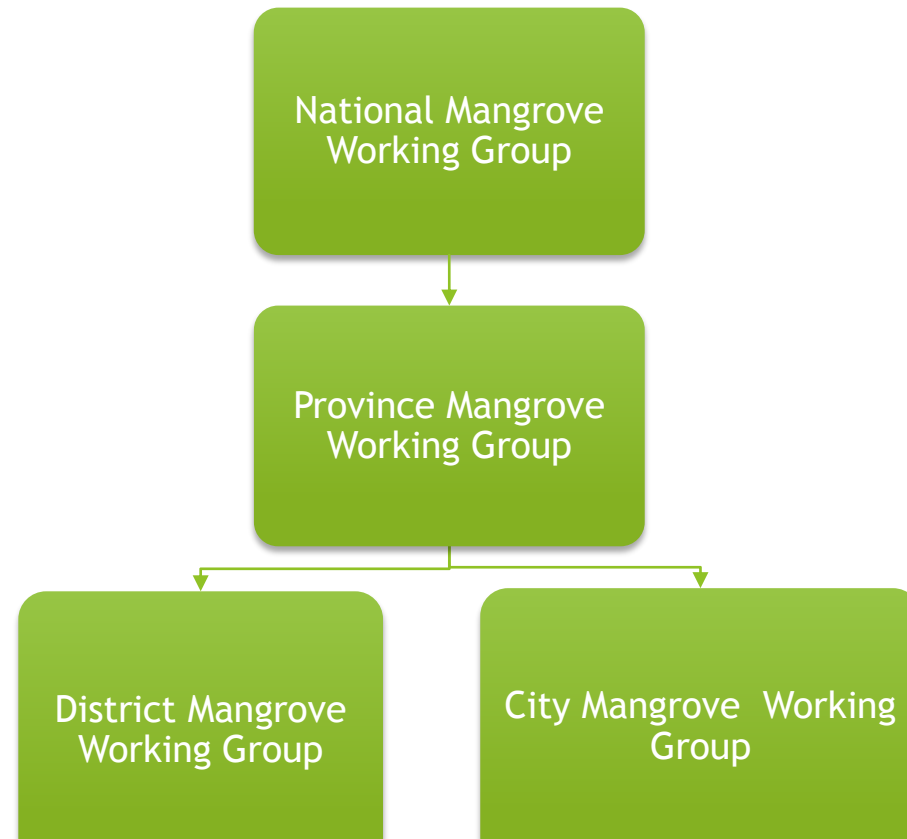 National Mangrove
Working Group
Province Mangrove
Working Group
District Mangrove
Working Group
City Mangrove  Working
Group